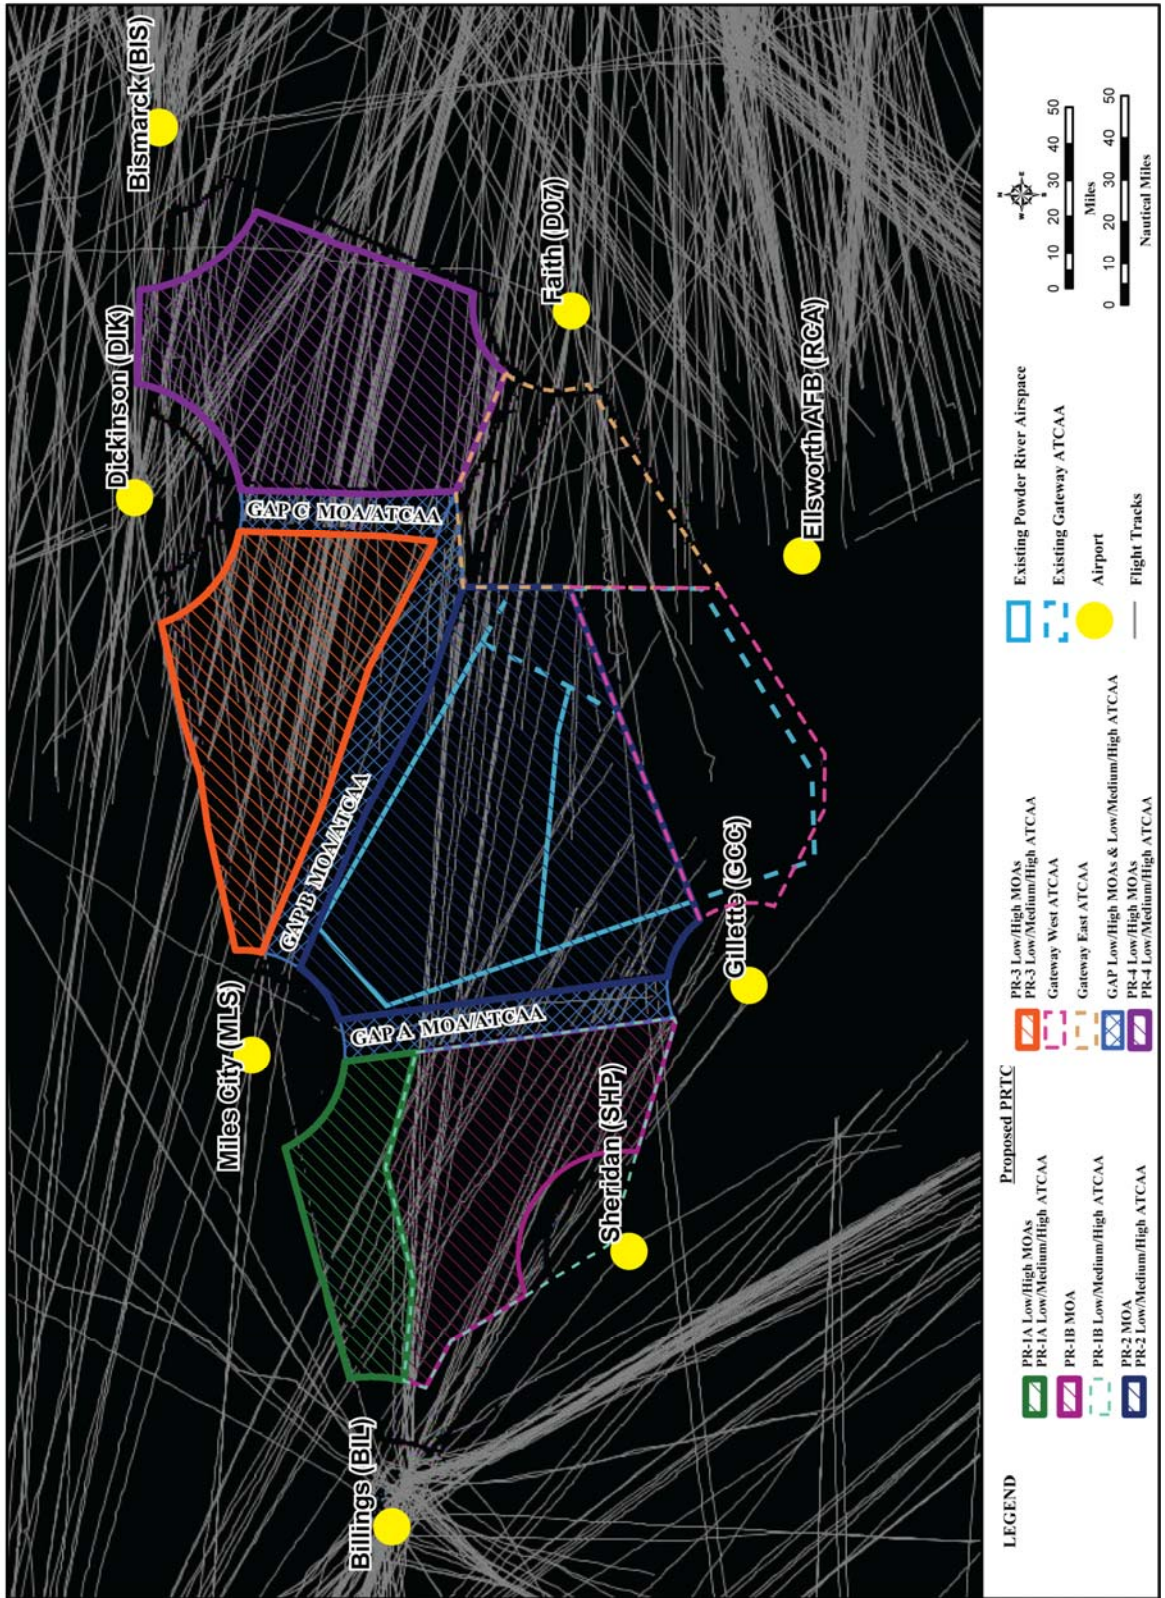 Billings (BIL)
Miles City (MLS)
Dickinson (DIK)
Bismarck (BIS)
Sheridan (SHP)
Gillette (GCC)
Ellsworth AFB (RCA)
Faith (D07)
GAP A MOA/ATCAA
GAP B MOA/ATCAA
GAP C MOA/ATCAA
LEGEND
Proposed PRTC
PR-1A Low/High MOAs
PR-1A Low/Medium/High ATCAA
PR-1B MOA
PR-1B Low/Medium/High ATCAA
PR-2 MOA
PR-2 Low/Medium/High ATCAA
PR-3 Low/High MOAs
PR-3 Low/Medium/High ATCAA
Gateway West ATCAA
Gateway East ATCAA
GAP Low/High MOAs & Low/Medium/High ATCAA
PR-4 Low/High MOAs
PR-4 Low/Medium/High ATCAA
Existing Powder River Airspace
Existing Gateway ATCAA
Airport
Flight Tracks
N
W E
S
0 10 20 30 40 50
Miles
0 10 20 30 40 50
Nautical Miles